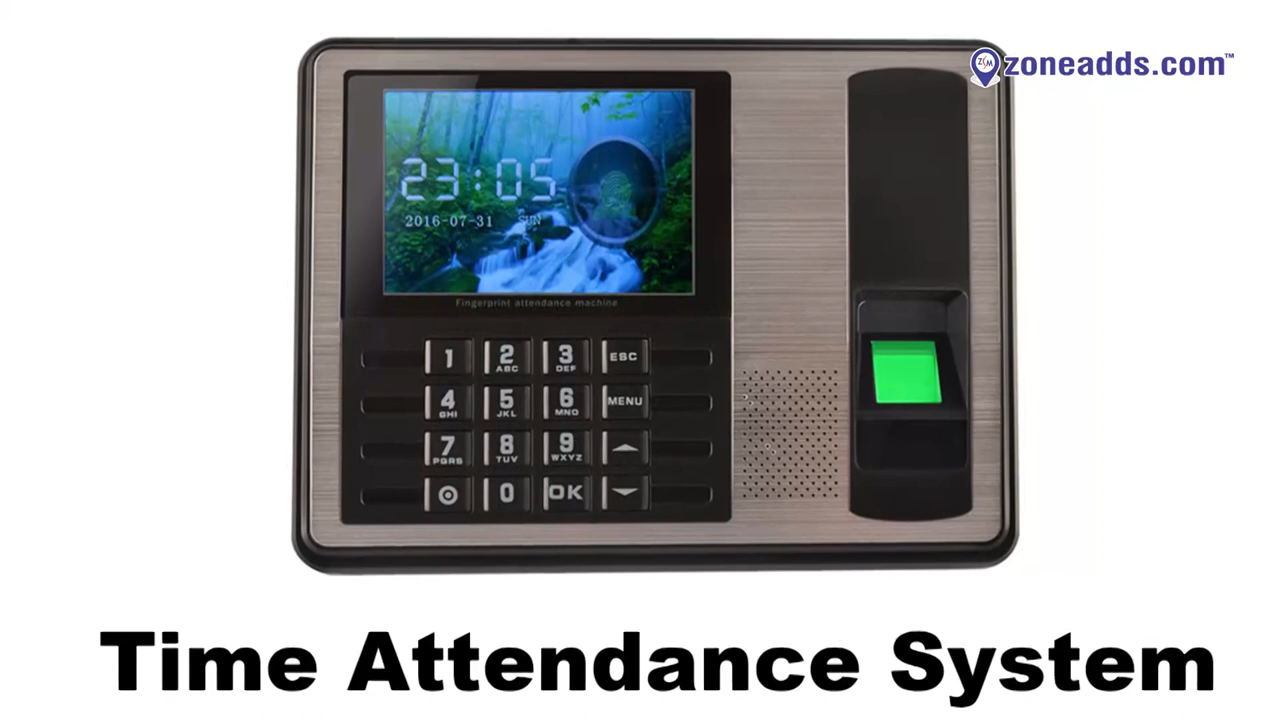 ZSM
zoneadds.com™
23:05
2016-07-31 SUN
Fingerprint attendance machine
1 2 3 ESC
ABC DEF
4 5 6 MENU
GHI JKL MNO
7 8 9
PQRS TUV WXYZ
0 OK
Time Attendance System